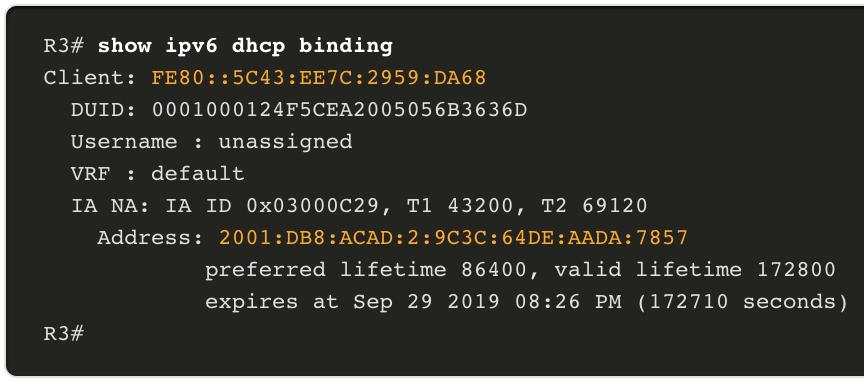 R3# show ipv6 dhcp binding
Client: FE80::5C43:EE7C:2959:DA68
DUID: 0001000124F5CEA2005056B3636D
Username : unassigned
VRF : default
IA NA: IA ID 0x03000C29, T1 43200, T2 69120
Address: 2001:DB8:ACAD:2:9C3C:64DE:AADA:7857
preferred lifetime 86400, valid lifetime 172800
expires at Sep 29 2019 08:26 PM (172710 seconds)
R3#